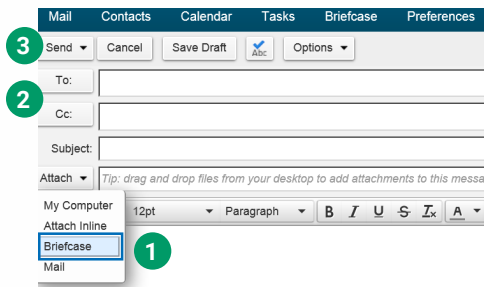 Mail Contacts Calendar Tasks Briefcase Preferences
3 Send Cancel Save Draft Abc Options
To:
2
Cc:
Subject:
Attach Tip: drag and drop files from your desktop to add attachments to this messa
My Computer 12pt Paragraph B I U S Tx A
Attach Inline
Briefcase 1
Mail